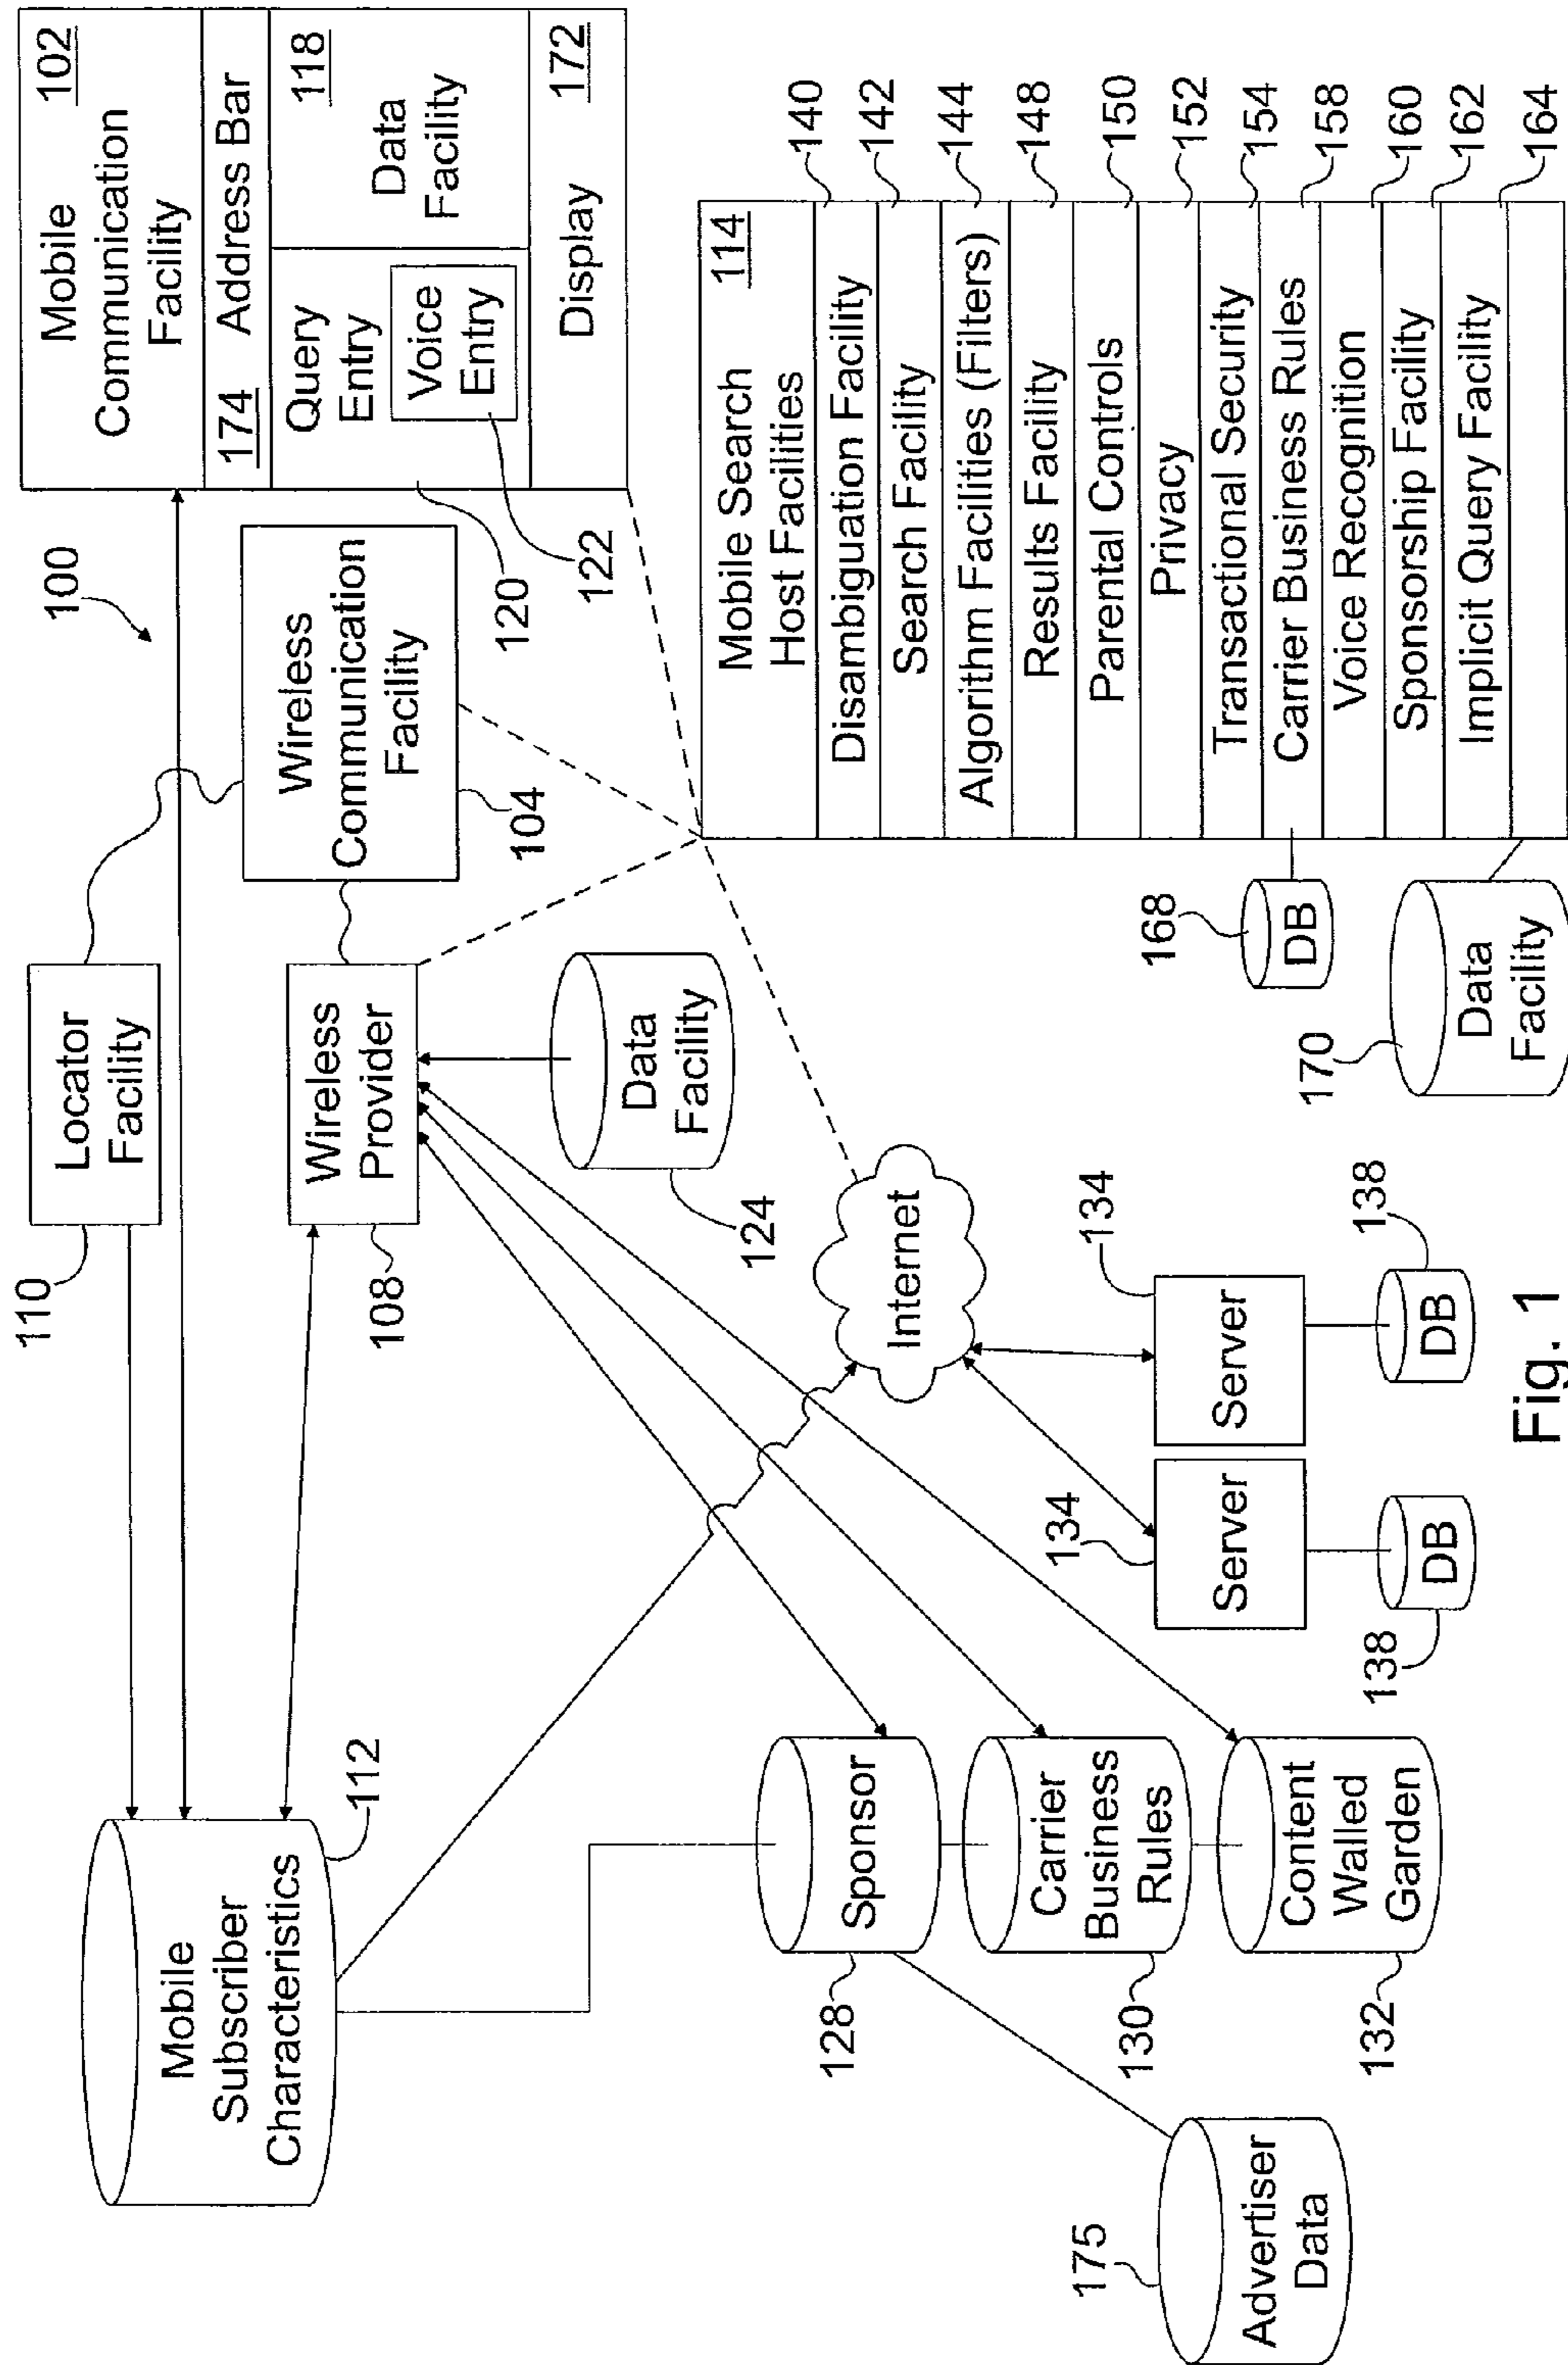 100
110
Locator
Facility
Mobile
Communication
Facility
102
174
Address Bar
Query
Entry
Voice
Entry
118
Data
Facility
Display
172
120
122
Wireless
Communication
Facility
104
Wireless
Provider
108
Data
Facility
124
Mobile
Subscriber
Characteristics
112
Sponsor
128
Carrier
Business
Rules
130
Content
Walled
Garden
132
Advertiser
Data
175
Internet
Server
134
Server
134
DB
138
DB
138
Mobile Search
Host Facilities
114
Disambiguation Facility
140
Search Facility
142
Algorithm Facilities (Filters)
144
Results Facility
148
Parental Controls
150
Privacy
152
Transactional Security
154
Carrier Business Rules
158
Voice Recognition
160
Sponsorship Facility
162
Implicit Query Facility
164
168
DB
170
Data
Facility
Fig. 1